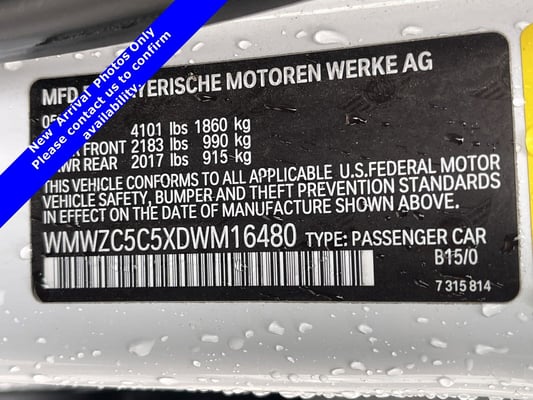 New Arrival Photos Only
Please contact us to confirm
availability
MFD YERISCHE MOTOREN WERKE AG
05
4101 lbs 1860 kg
FRONT 2183 lbs 990 kg
WR REAR 2017 lbs 915 kg
THIS VEHICLE CONFORMS TO ALL APPLICABLE U.S.FEDERAL MOTOR
VEHICLE SAFETY, BUMPER AND THEFT PREVENTION STANDARDS
IN EFFECT ON THE DATE OF MANUFACTURE SHOWN ABOVE.
WMWZC5C5XDWM16480 TYPE: PASSENGER CAR
B15/0
7 315 814